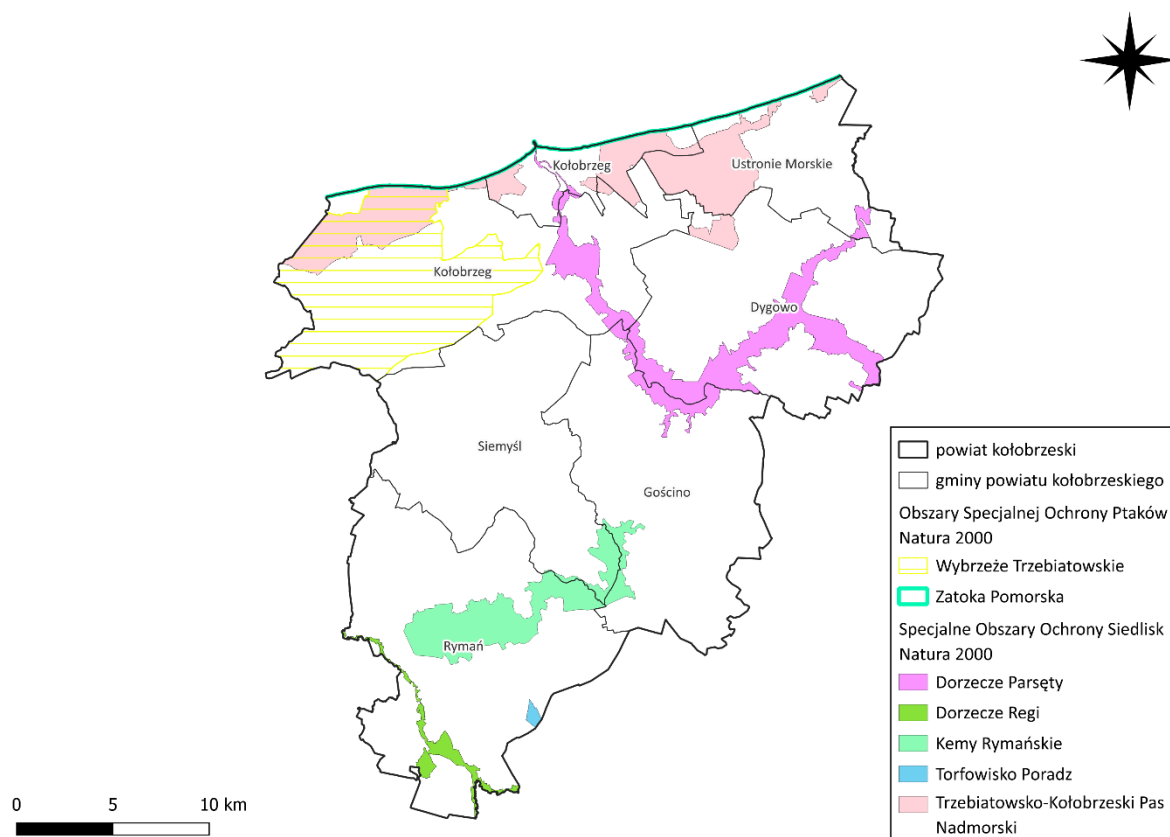 Kołobrzeg
Ustronie Morskie
Kołobrzeg
Dygowo
Siemyśl
Gościno
Rymań
powiat kołobrzeski
gminy powiatu kołobrzeskiego
Obszary Specjalnej Ochrony Ptaków
Natura 2000
Wybrzeże Trzebiatowskie
Zatoka Pomorska
Specjalne Obszary Ochrony Siedlisk
Natura 2000
Dorzecze Parsęty
Dorzecze Regi
Kemy Rymańskie
Torfowisko Poradz
Trzebiatowsko-Kołobrzeski Pas
Nadmorski
0 5 10 km